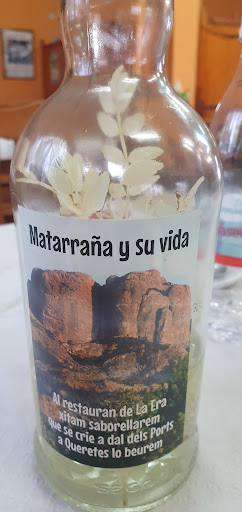 Matarraña y su vida
Al restauran de La Era
xitam saborellarem
que se crie a dal dels Ports
a Queretes lo beurem